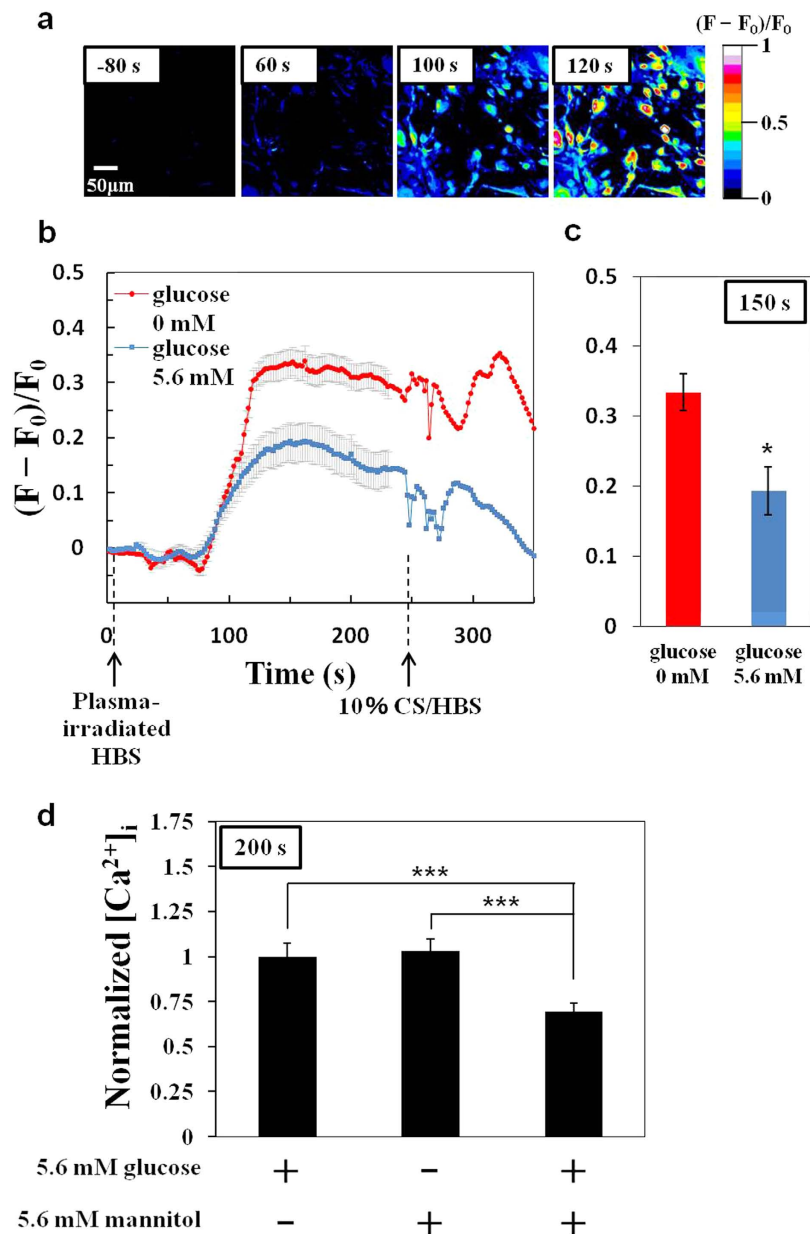 a
(F − F₀)/F₀
-80 s
60 s
100 s
120 s
50μm
1
0.5
0
b
(F − F₀)/F₀
0.5
0.4
0.3
0.2
0.1
0
glucose
0 mM
glucose
5.6 mM
0
100
200
300
Time (s)
Plasma-
irradiated
HBS
10% CS/HBS
c
0.5
0.4
0.3
0.2
0.1
0
150 s
*
glucose
0 mM
glucose
5.6 mM
d
Normalized [Ca²⁺]ᵢ
1.75
1.5
1.25
1
0.75
0.5
0.25
0
200 s
***
***
5.6 mM glucose + − +
5.6 mM mannitol − + +